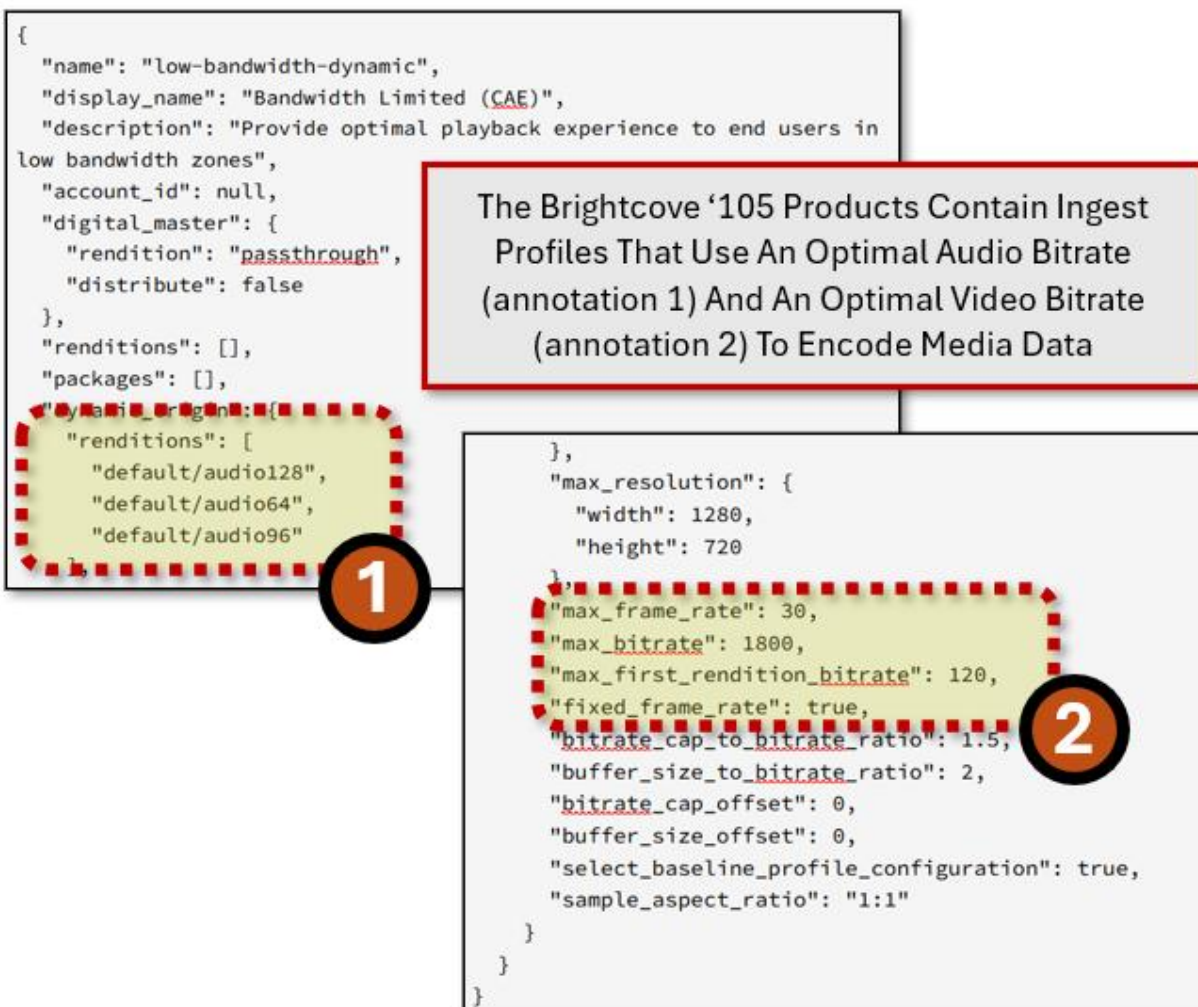 {
"name": "low-bandwidth-dynamic",
"display_name": "Bandwidth Limited (CAE)",
"description": "Provide optimal playback experience to end users in
low bandwidth zones",
"account_id": null,
"digital_master": {
"rendition": "passthrough",
"distribute": false
},
"renditions": [],
"packages": [],
"dynamic_origin": {
"renditions": [
"default/audio128",
"default/audio64",
"default/audio96"
],
1
The Brightcove ‘105 Products Contain Ingest
Profiles That Use An Optimal Audio Bitrate
(annotation 1) And An Optimal Video Bitrate
(annotation 2) To Encode Media Data
},
"max_resolution": {
"width": 1280,
"height": 720
},
"max_frame_rate": 30,
"max_bitrate": 1800,
"max_first_rendition_bitrate": 120,
"fixed_frame_rate": true,
2
"bitrate_cap_to_bitrate_ratio": 1.5,
"buffer_size_to_bitrate_ratio": 2,
"bitrate_cap_offset": 0,
"buffer_size_offset": 0,
"select_baseline_profile_configuration": true,
"sample_aspect_ratio": "1:1"
}
}
}